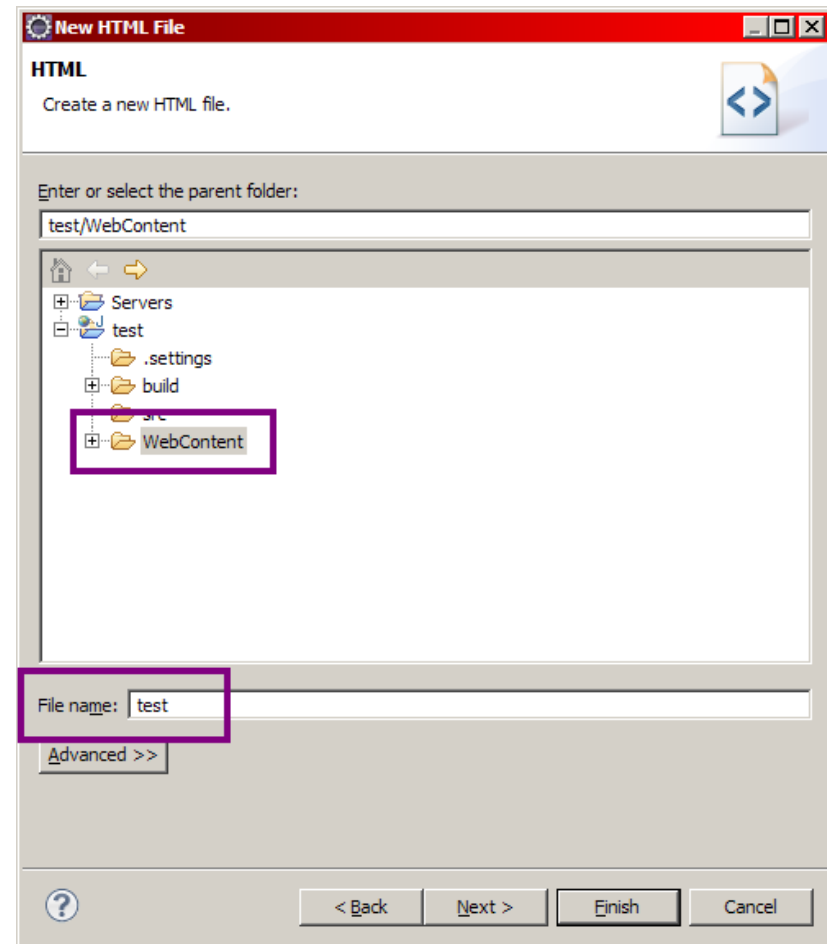 New HTML File
HTML
Create a new HTML file.
Enter or select the parent folder:
test/WebContent
Servers
test
.settings
build
src
WebContent
File name: test
Advanced >>
< Back Next > Finish Cancel